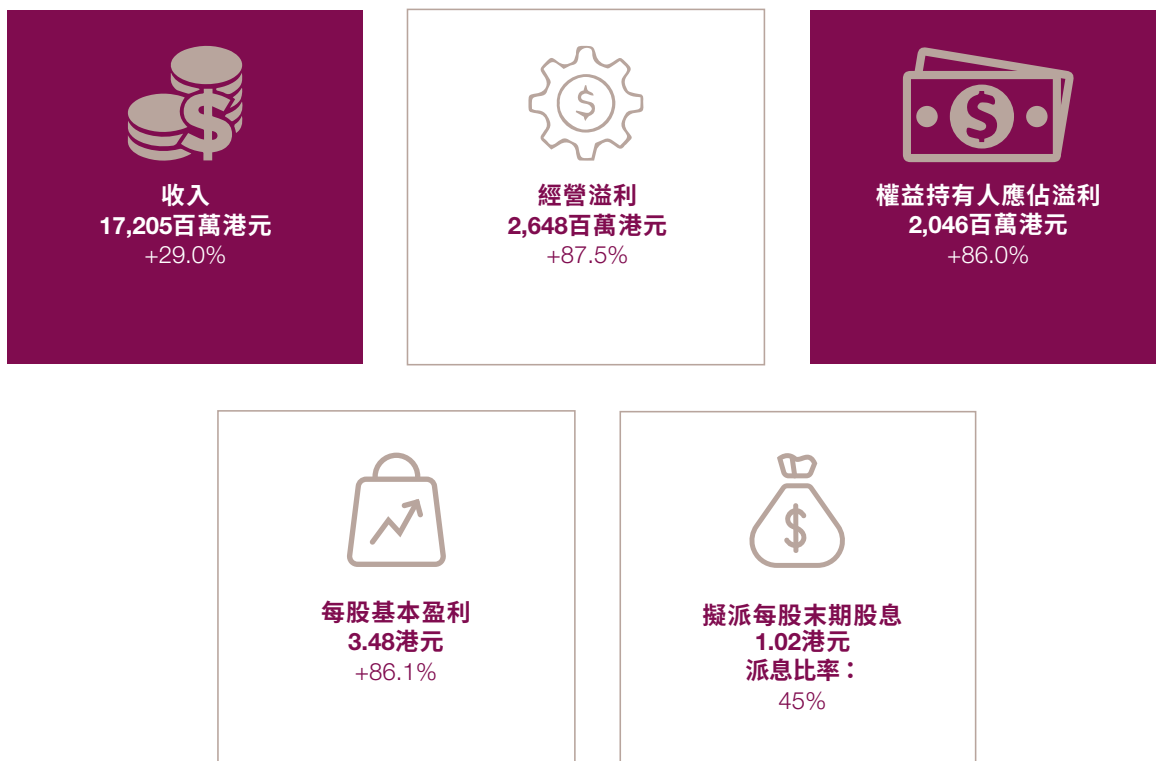 收入
17,205百萬港元
+29.0%
經營溢利
2,648百萬港元
+87.5%
權益持有人應佔溢利
2,046百萬港元
+86.0%
每股基本盈利
3.48港元
+86.1%
擬派每股末期股息
1.02港元
派息比率：
45%